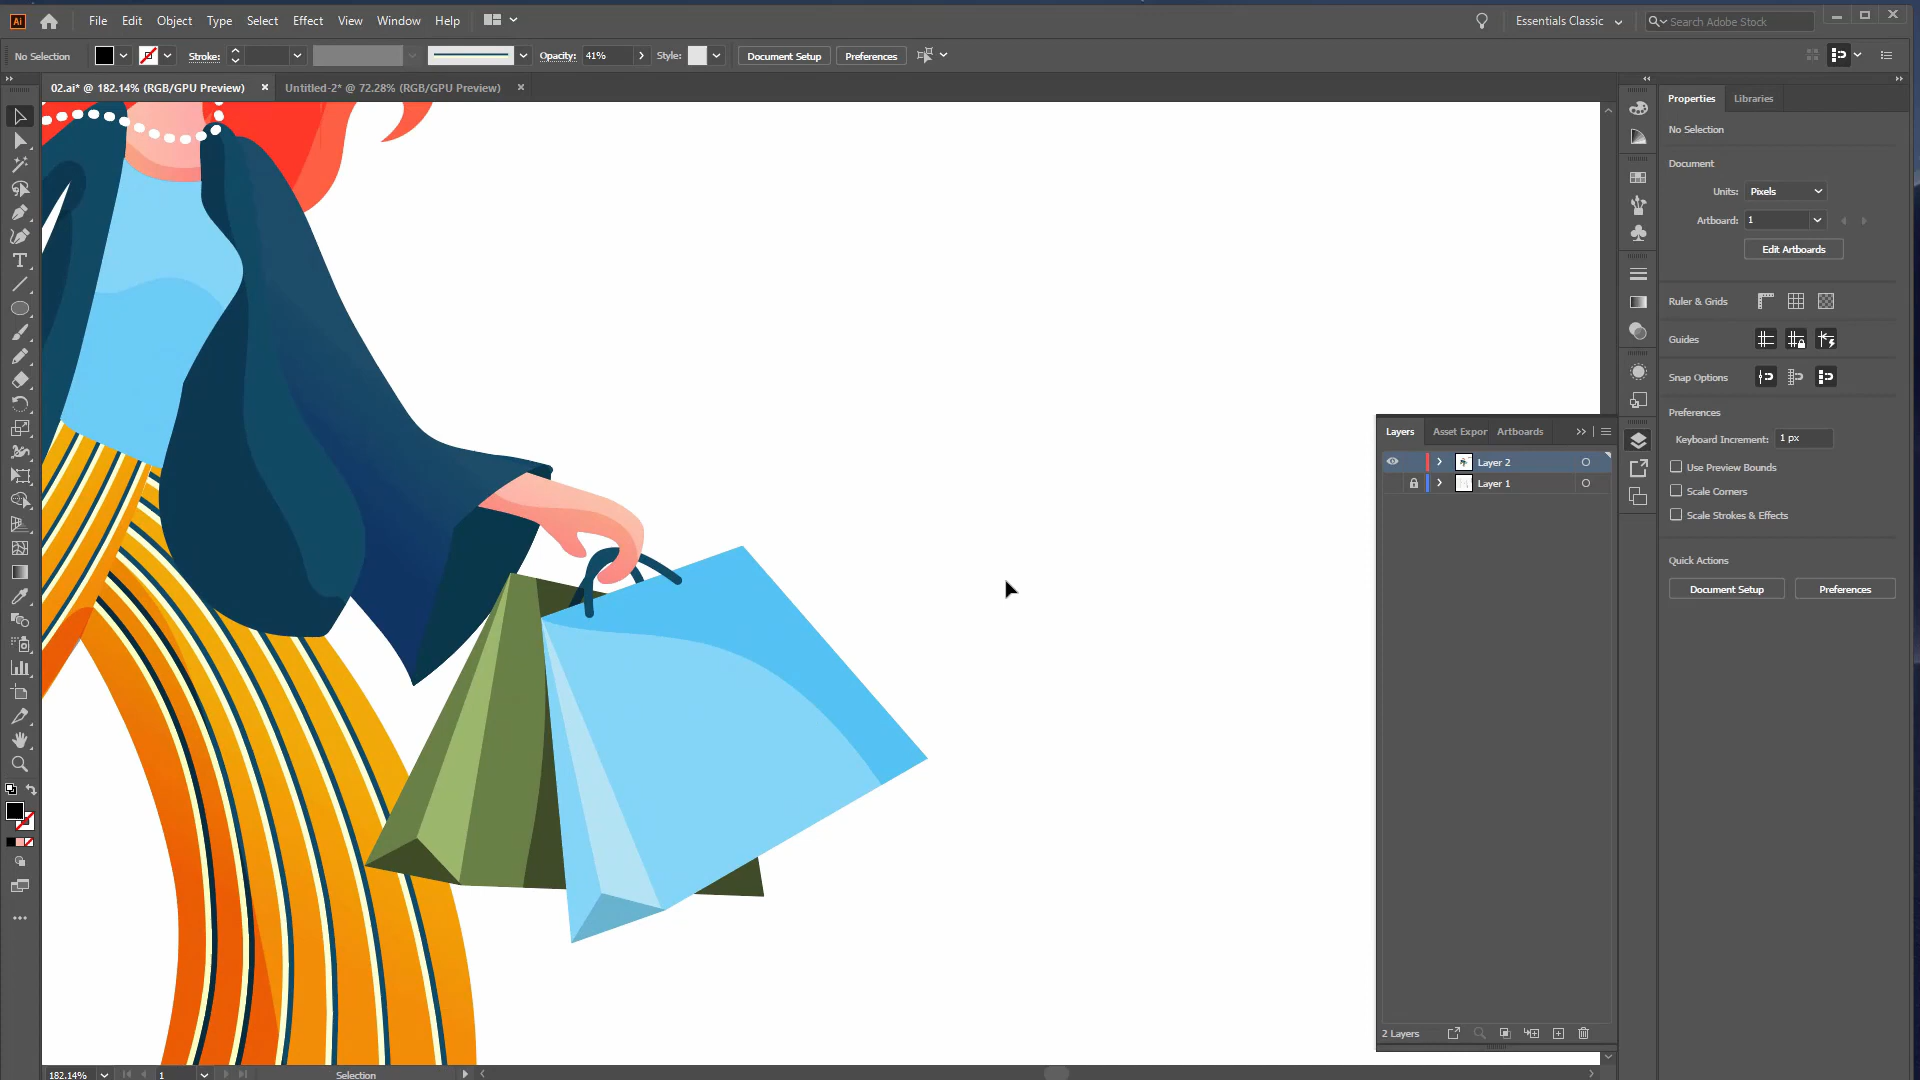 Ai File Edit Object Type Select Effect View Window Help Essentials Classic Search Adobe Stock
No Selection Stroke: Opacity: 41% Style: Document Setup Preferences
02.ai* @ 182.14% (RGB/GPU Preview) Untitled-2* @ 72.28% (RGB/GPU Preview)
Properties Libraries
No Selection
Document
Units: Pixels
Artboard: 1
Edit Artboards
Ruler & Grids
Guides
Snap Options
Preferences
Keyboard Increment: 1 px
Use Preview Bounds
Scale Corners
Scale Strokes & Effects
Quick Actions
Document Setup Preferences
Layers Asset Expor Artboards
Layer 2
Layer 1
2 Layers
182.14% 1 Selection